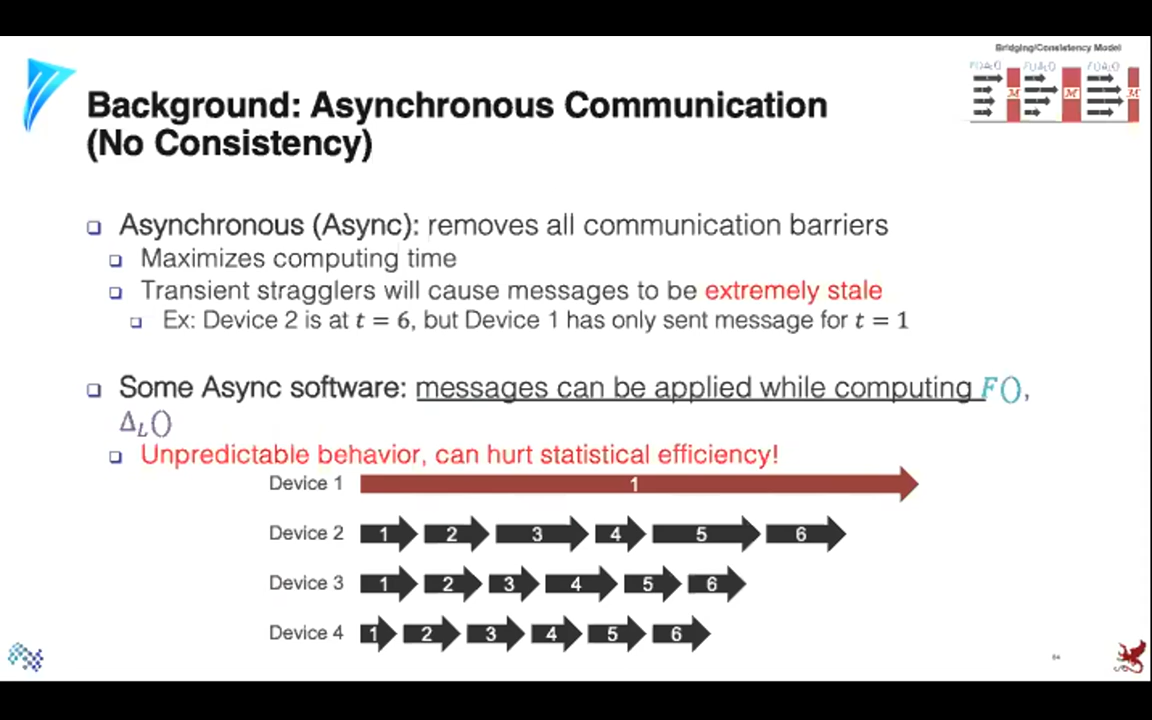 Bridging/Consistency Model
Background: Asynchronous Communication
(No Consistency)
Asynchronous (Async): removes all communication barriers
Maximizes computing time
Transient stragglers will cause messages to be extremely stale
Ex: Device 2 is at t = 6, but Device 1 has only sent message for t = 1
Some Async software: messages can be applied while computing F(),
Δ_L()
Unpredictable behavior, can hurt statistical efficiency!
Device 1 1
Device 2 1 2 3 4 5 6
Device 3 1 2 3 4 5 6
Device 4 1 2 3 4 5 6